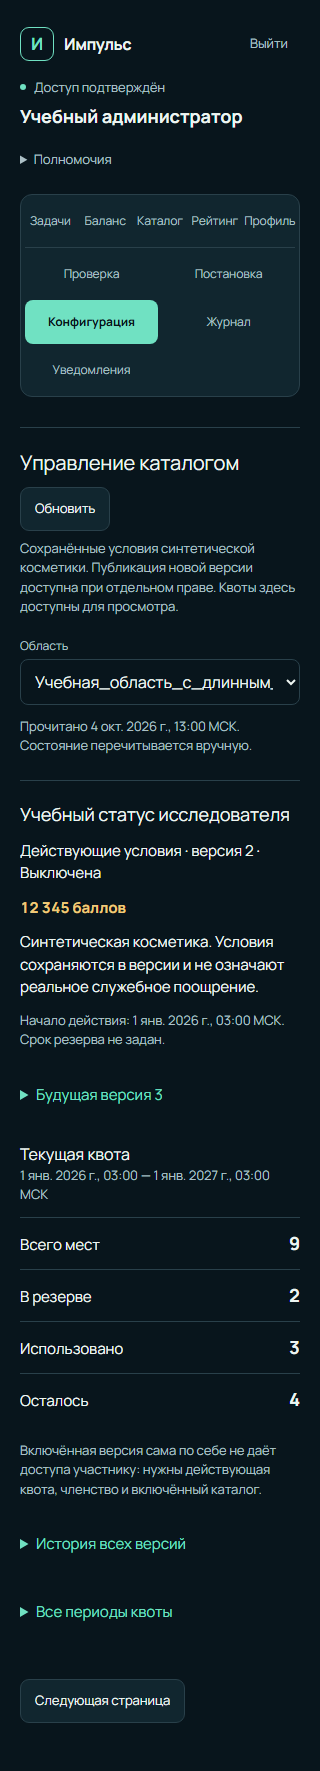 И Импульс Выйти
Доступ подтверждён
Учебный администратор
Полномочия
Задачи Баланс Каталог Рейтинг Профиль
Проверка Постановка
Конфигурация Журнал
Уведомления
Управление каталогом
Обновить
Сохранённые условия синтетической
косметики. Публикация новой версии
доступна при отдельном праве. Квоты здесь
доступны для просмотра.
Область
Учебная_область_с_длинным_
Прочитано 4 окт. 2026 г., 13:00 МСК.
Состояние перечитывается вручную.
Учебный статус исследователя
Действующие условия · версия 2 ·
Выключена
12 345 баллов
Синтетическая косметика. Условия
сохраняются в версии и не означают
реальное служебное поощрение.
Начало действия: 1 янв. 2026 г., 03:00 МСК.
Срок резерва не задан.
Будущая версия 3
Текущая квота
1 янв. 2026 г., 03:00 — 1 янв. 2027 г., 03:00
МСК
Всего мест 9
В резерве 2
Использовано 3
Осталось 4
Включённая версия сама по себе не даёт
доступа участнику: нужны действующая
квота, членство и включённый каталог.
История всех версий
Все периоды квоты
Следующая страница